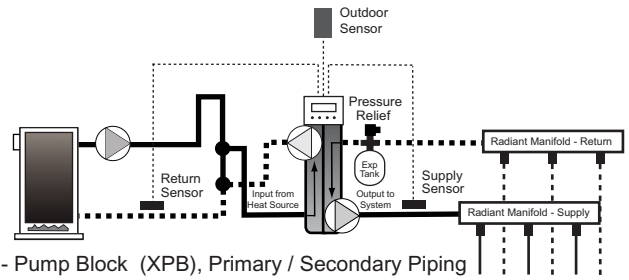 Outdoor
Sensor
Pressure
Relief
Exp
Tank
Radiant Manifold - Return
Return
Sensor
Input from
Heat Source
Output to
System
Supply
Sensor
Radiant Manifold - Supply
- Pump Block (XPB), Primary / Secondary Piping